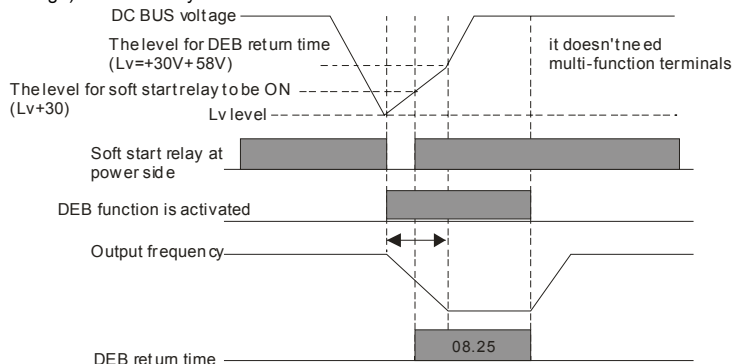 DC BUS voltage
The level for DEB return time
(Lv=+30V+58V)
it doesn't need
multi-function terminals
The level for soft start relay to be ON
(Lv+30)
Lv level
Soft start relay at
power side
DEB function is activated
Output frequency
08.25
DEB return time